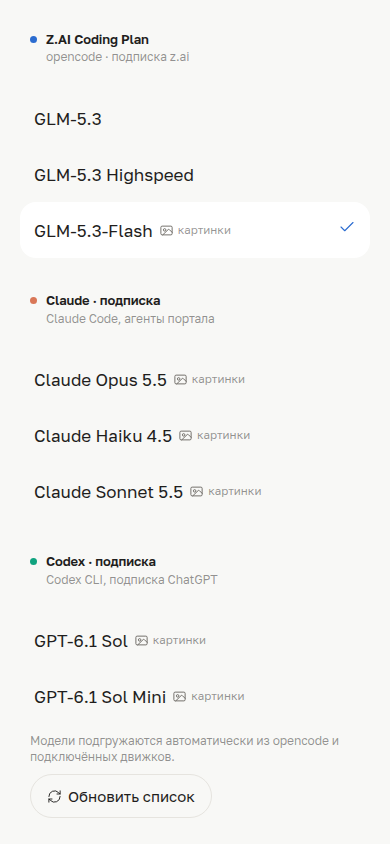 Z.AI Coding Plan
opencode · подписка z.ai
GLM-5.3
GLM-5.3 Highspeed
GLM-5.3-Flash картинки
Claude · подписка
Claude Code, агенты портала
Claude Opus 5.5 картинки
Claude Haiku 4.5 картинки
Claude Sonnet 5.5 картинки
Codex · подписка
Codex CLI, подписка ChatGPT
GPT-6.1 Sol картинки
GPT-6.1 Sol Mini картинки
Модели подгружаются автоматически из opencode и
подключённых движков.
Обновить список